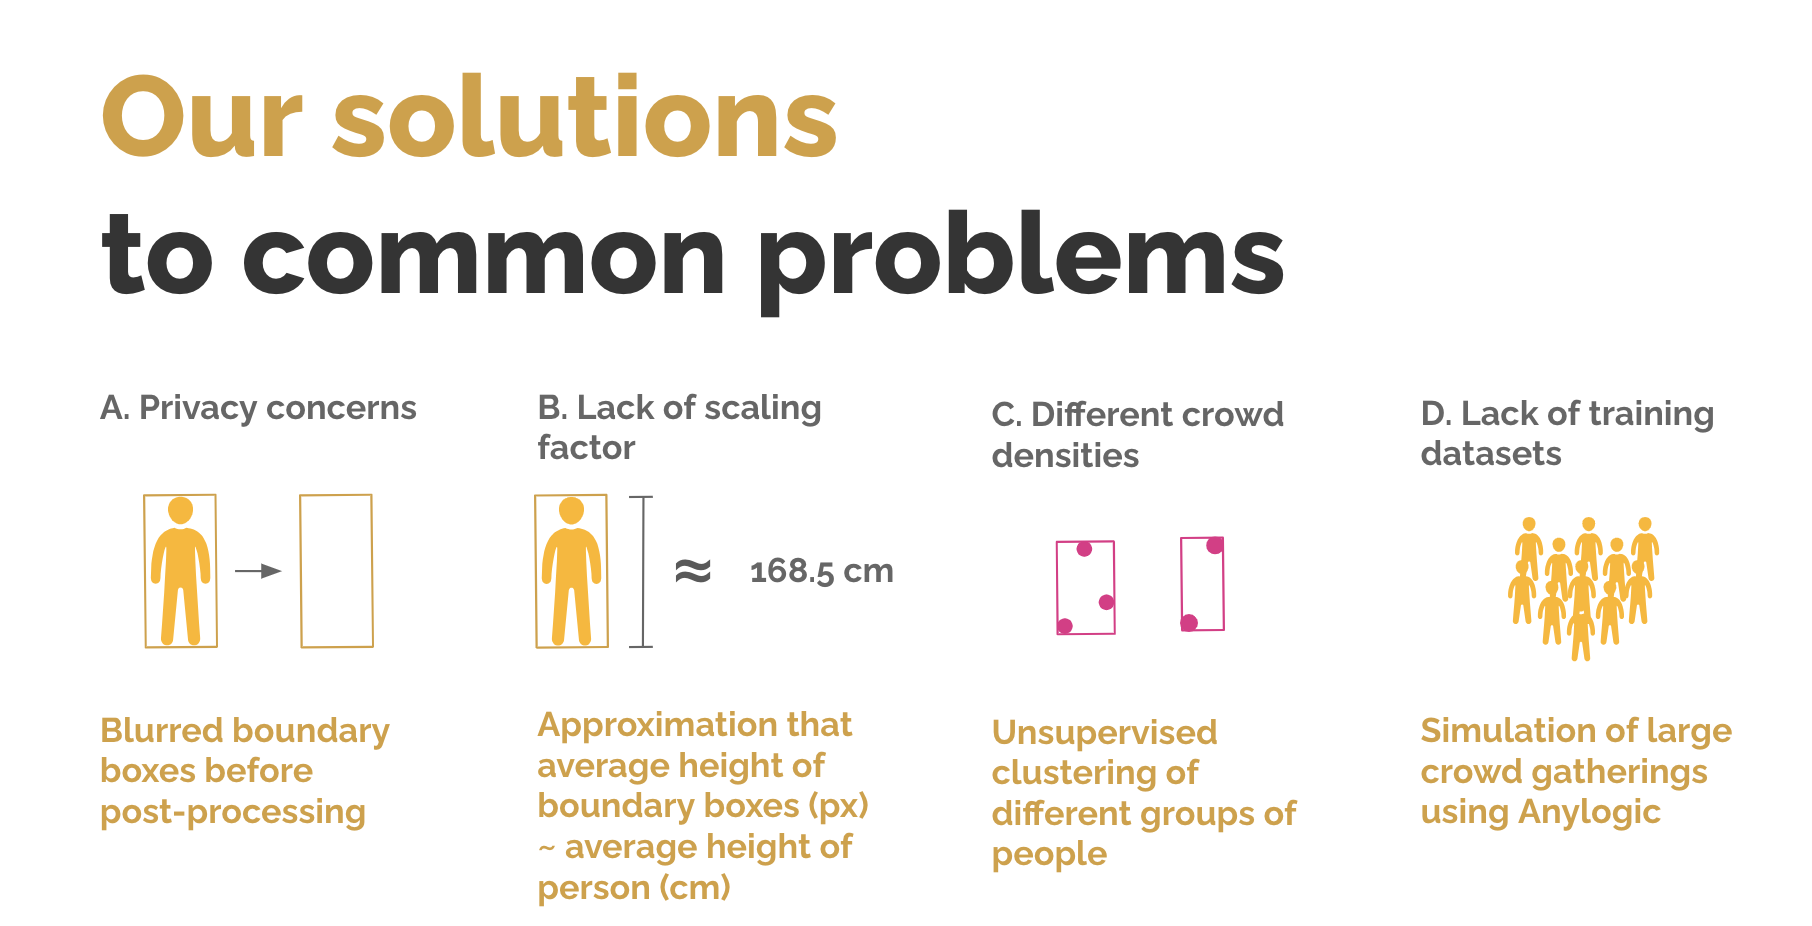 Our solutions
to common problems
A. Privacy concerns
Blurred boundary
boxes before
post-processing
B. Lack of scaling
factor
≈ 168.5 cm
Approximation that
average height of
boundary boxes (px)
~ average height of
person (cm)
C. Different crowd
densities
Unsupervised
clustering of
different groups of
people
D. Lack of training
datasets
Simulation of large
crowd gatherings
using Anylogic